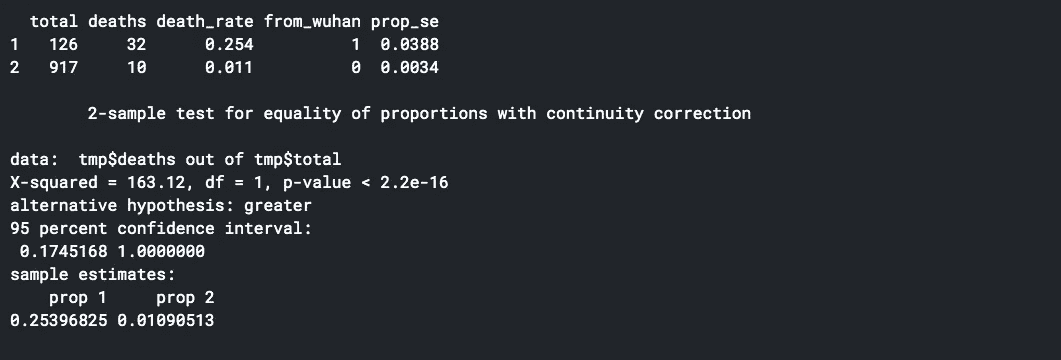 total deaths death_rate from_wuhan prop_se
1 126 32 0.254 1 0.0388
2 917 10 0.011 0 0.0034
2-sample test for equality of proportions with continuity correction
data: tmp$deaths out of tmp$total
X-squared = 163.12, df = 1, p-value < 2.2e-16
alternative hypothesis: greater
95 percent confidence interval:
0.1745168 1.0000000
sample estimates:
prop 1 prop 2
0.25396825 0.01090513